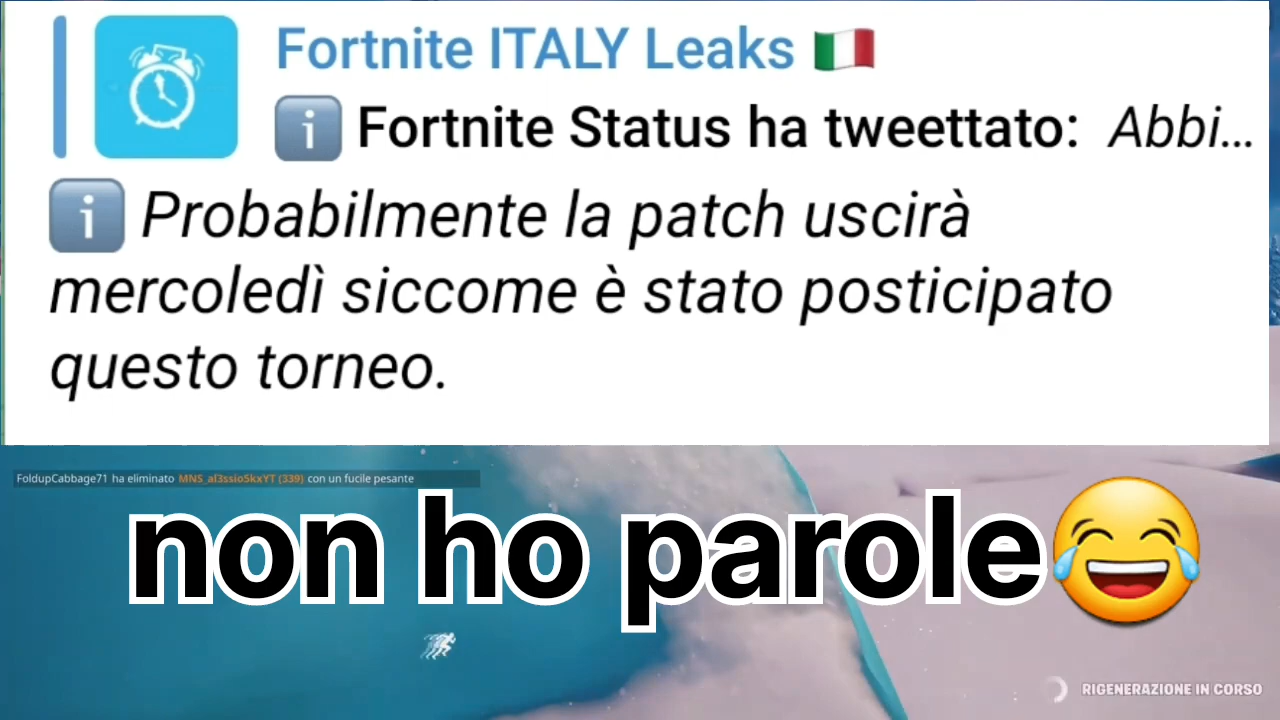 Fortnite ITALY Leaks 🇮🇹
ℹ️ Fortnite Status ha tweettato: Abbi...
ℹ️ Probabilmente la patch uscirà
mercoledì siccome è stato posticipato
questo torneo.
FoldupCabbage71 ha eliminato MNS_al3ssio5kxYT (339) con un fucile pesante
non ho parole😂
RIGENERAZIONE IN CORSO